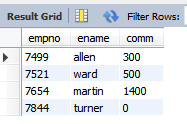 Result Grid Filter Rows:
empno ename comm
7499 allen 300
7521 ward 500
7654 martin 1400
7844 turner 0